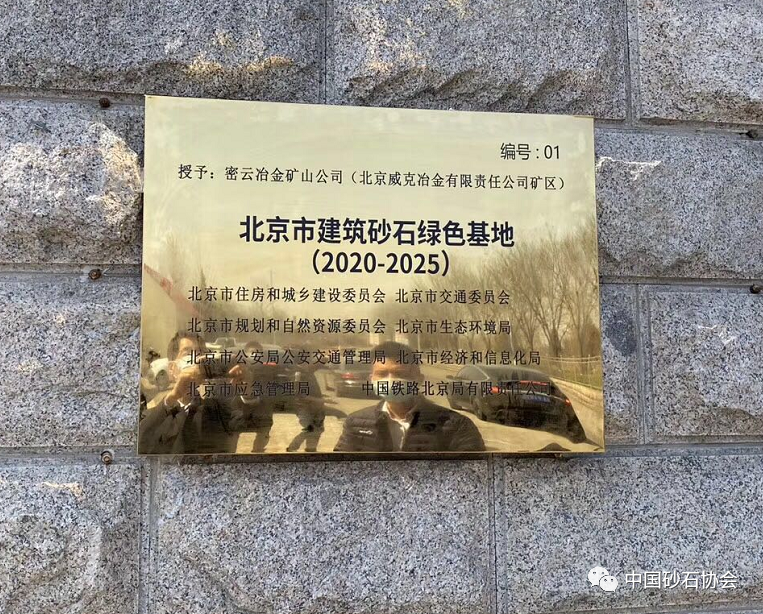 编号：01
授予：密云冶金矿山公司（北京威克冶金有限责任公司矿区）
北京市建筑砂石绿色基地
（2020-2025）
北京市住房和城乡建设委员会 北京市交通委员会
北京市规划和自然资源委员会 北京市生态环境局
北京市公安局公安交通管理局 北京市经济和信息化局
北京市应急管理局 中国铁路北京局有限责任公司
中国砂石协会